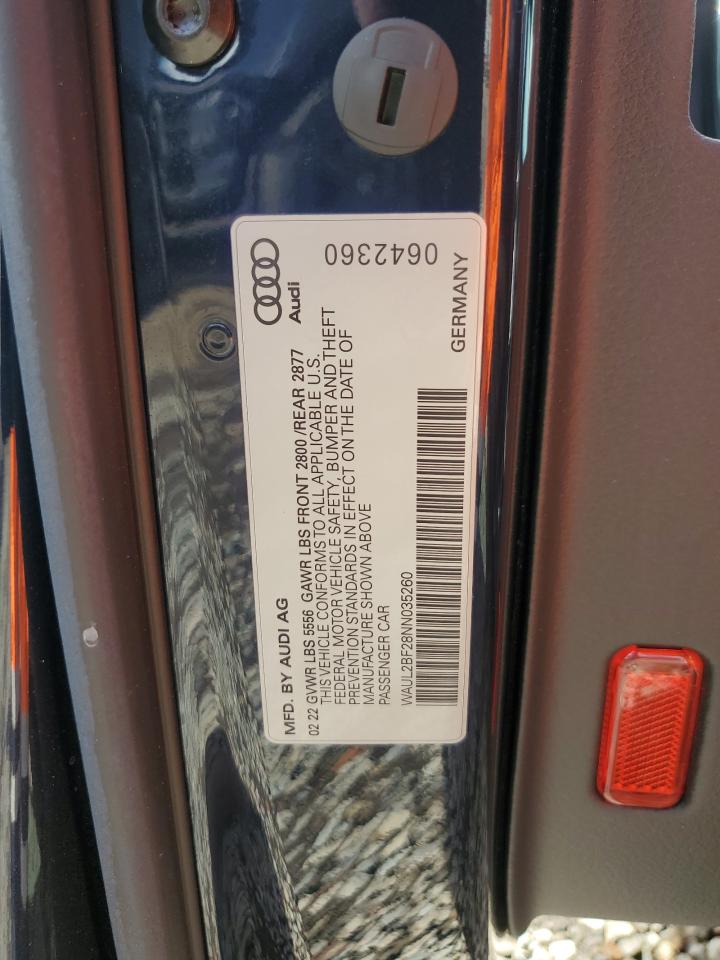 MFD. BY AUDI AG
Audi
02 22 GVWR LBS 5556 GAWR LBS FRONT 2800 /REAR 2877
THIS VEHICLE CONFORMS TO ALL APPLICABLE U.S.
FEDERAL MOTOR VEHICLE SAFETY, BUMPER AND THEFT
PREVENTION STANDARDS IN EFFECT ON THE DATE OF
MANUFACTURE SHOWN ABOVE
PASSENGER CAR
0642360
WAUL2BF28NN035260
GERMANY